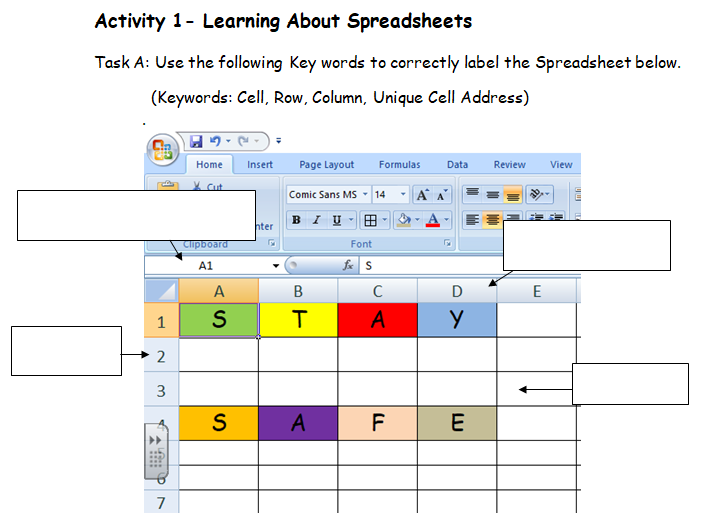 Activity 1- Learning About Spreadsheets
Task A: Use the following Key words to correctly label the Spreadsheet below.
(Keywords: Cell, Row, Column, Unique Cell Address)
Home Insert Page Layout Formulas Data Review View
Cut
Comic Sans MS 14 A A
B I U A
Clipboard Font
A1 fx S
A B C D E
1 S T A Y
2
3
4 S A F E
5
6
7